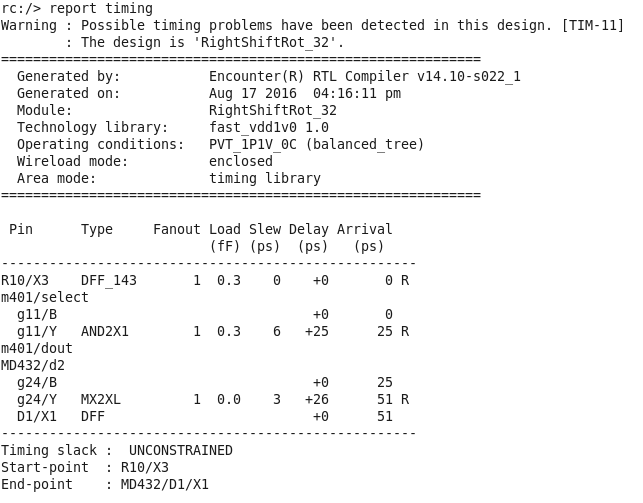 rc:/> report timing
Warning : Possible timing problems have been detected in this design. [TIM-11]
        : The design is 'RightShiftRot_32'.
============================================================
  Generated by:           Encounter(R) RTL Compiler v14.10-s022_1
  Generated on:           Aug 17 2016  04:16:11 pm
  Module:                 RightShiftRot_32
  Technology library:     fast_vdd1v0 1.0
  Operating conditions:   PVT_1P1V_0C (balanced_tree)
  Wireload mode:          enclosed
  Area mode:              timing library
============================================================

 Pin      Type     Fanout Load Slew Delay Arrival
                          (fF) (ps)  (ps)   (ps)
----------------------------------------------------
R10/X3    DFF_143       1  0.3    0    +0       0 R
m401/select
  g11/B                                +0       0
  g11/Y   AND2X1        1  0.3    6   +25      25 R
m401/dout
MD432/d2
  g24/B                                +0      25
  g24/Y   MX2XL         1  0.0    3   +26      51 R
  D1/X1   DFF                          +0      51
----------------------------------------------------
Timing slack :  UNCONSTRAINED
Start-point  : R10/X3
End-point    : MD432/D1/X1